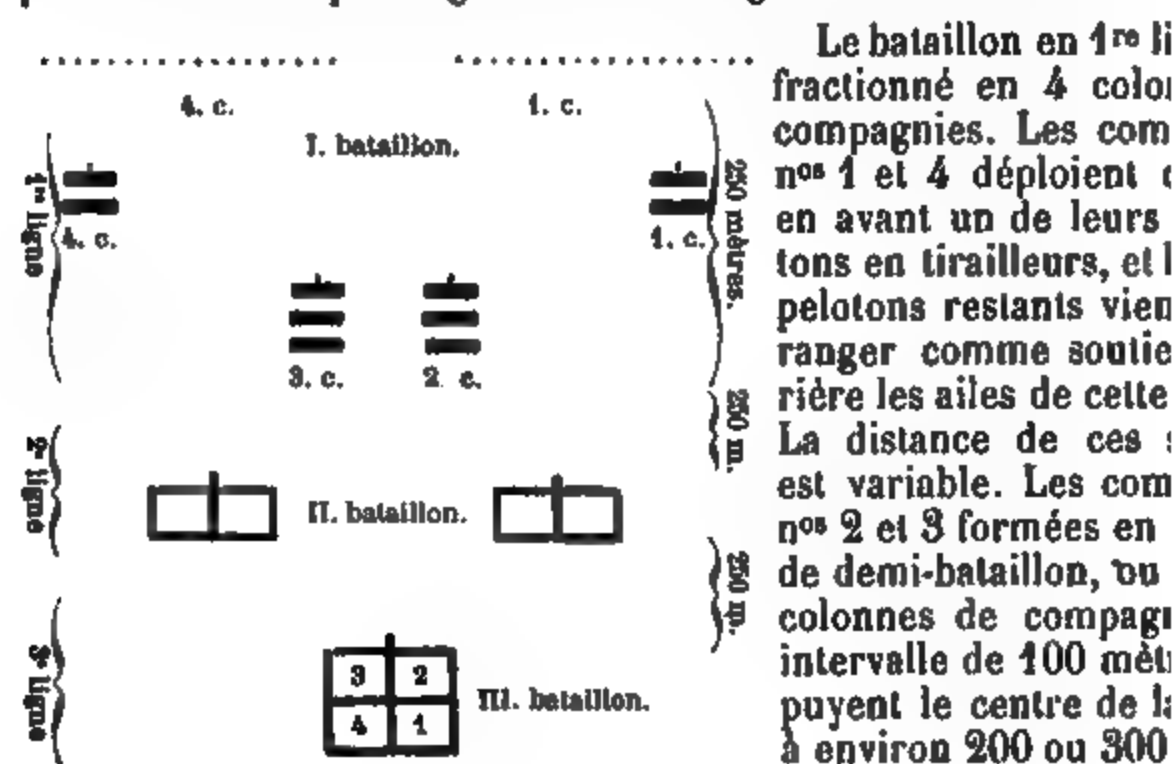 4. c.
1. c.
I. bataillon.
1re ligne
4. c.
1. c.
250 mètres.
3. c.
2 c.
250 m.
2e ligne
II. bataillon.
250 m.
3e ligne
3 2
4 1
III. bataillon.
Le bataillon en 1re li
fractionné en 4 colo
compagnies. Les com
nos 1 et 4 déploient
en avant un de leurs
tons en tirailleurs, et l
pelotons restants vien
ranger comme soutie
rière les ailes de cette
La distance de ces
est variable. Les com
nos 2 et 3 formées en
de demi-bataillon, ou
colonnes de compag
intervalle de 100 mèt
puyent le centre de la
à environ 200 ou 300